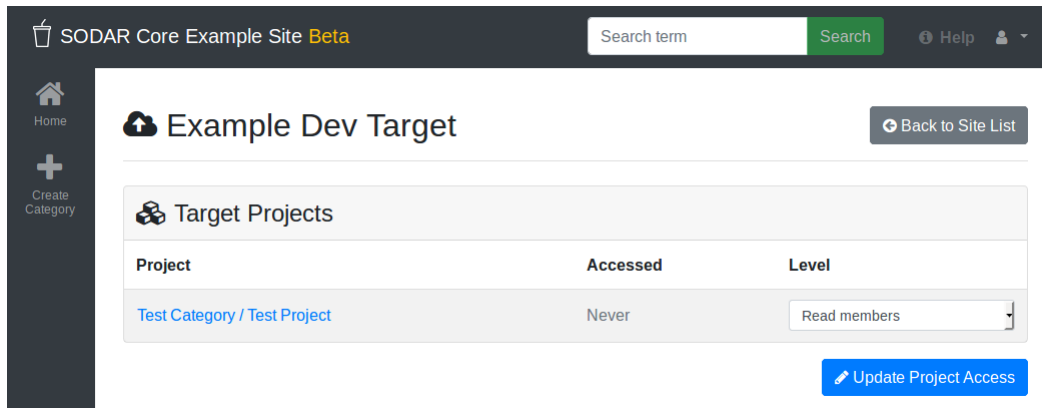 SODAR Core Example Site Beta
Search term
Search
Help
Home
Create
Category
Example Dev Target
Back to Site List
Target Projects
Project Accessed Level
Test Category / Test Project Never Read members
Update Project Access